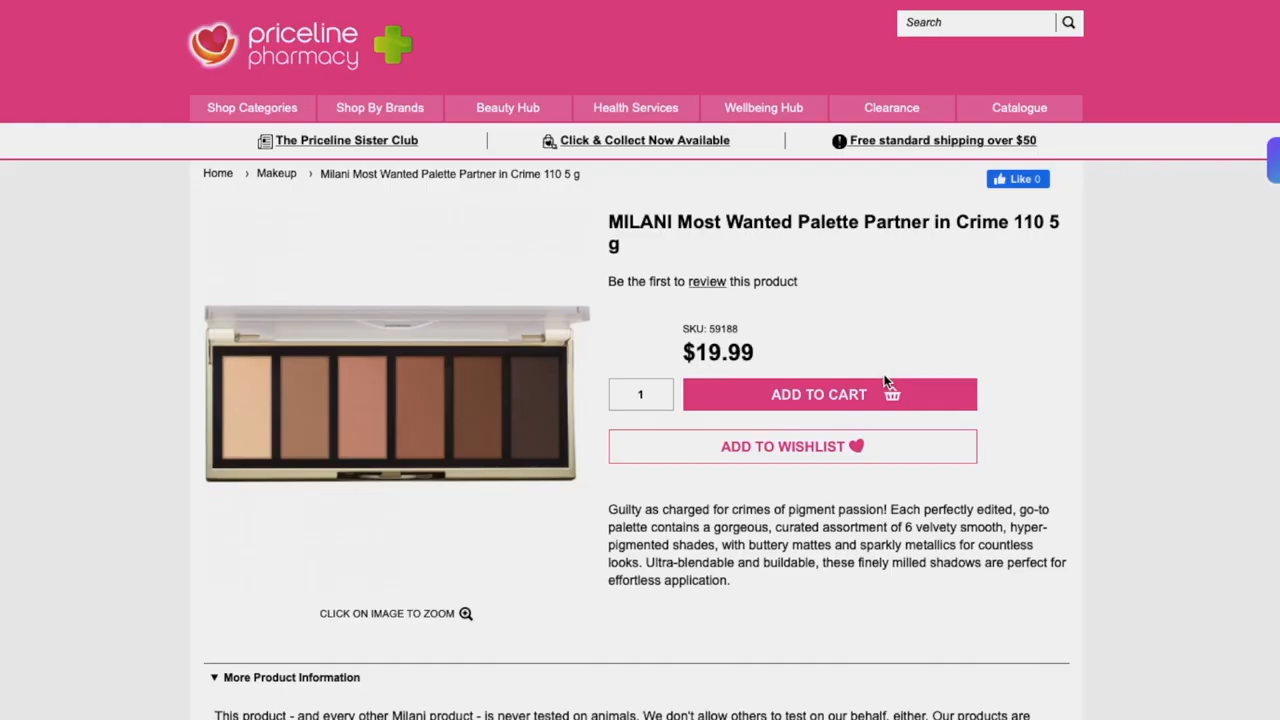 priceline
pharmacy
Search
Shop Categories
Shop By Brands
Beauty Hub
Health Services
Wellbeing Hub
Clearance
Catalogue
The Priceline Sister Club
Click & Collect Now Available
Free standard shipping over $50
Home › Makeup › Milani Most Wanted Palette Partner in Crime 110 5 g
Like 0
MILANI Most Wanted Palette Partner in Crime 110 5
g
Be the first to review this product
SKU: 59188
$19.99
1
ADD TO CART
ADD TO WISHLIST
Guilty as charged for crimes of pigment passion! Each perfectly edited, go-to
palette contains a gorgeous, curated assortment of 6 velvety smooth, hyper-
pigmented shades, with buttery mattes and sparkly metallics for countless
looks. Ultra-blendable and buildable, these finely milled shadows are perfect for
effortless application.
CLICK ON IMAGE TO ZOOM
▼ More Product Information
This product - and every other Milani product - is never tested on animals. We don't allow others to test on our behalf, either. Our products are